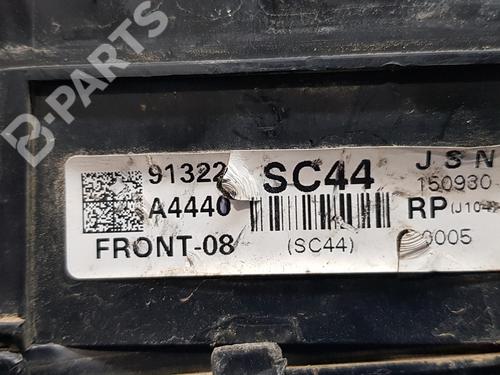 B-PARTS
91322 SC44 JSN
A4440 150930
RP
FRONT-08 (SC44) 0005